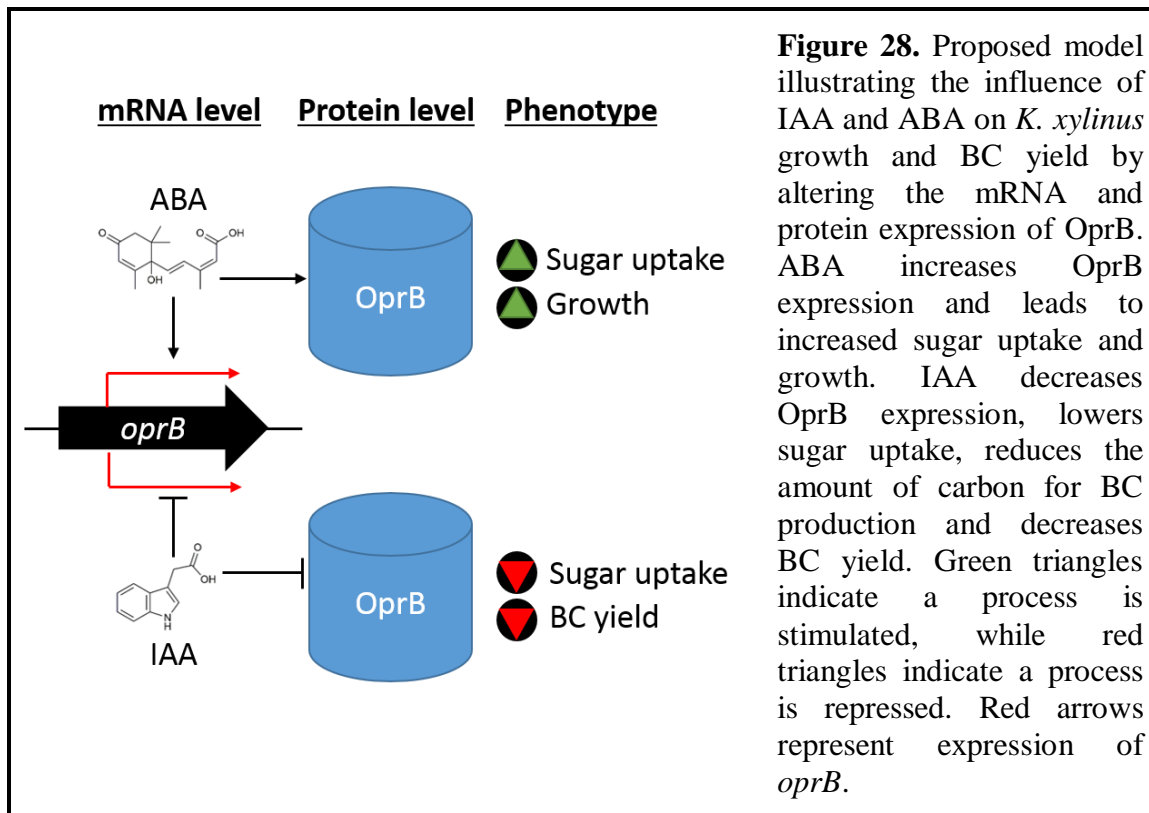 mRNA level Protein level Phenotype
ABA
O
O
OH
OH
OprB
Sugar uptake
Growth
oprB
O
OH
N
H
IAA
OprB
Sugar uptake
BC yield
Figure 28. Proposed model
illustrating the influence of
IAA and ABA on K. xylinus
growth and BC yield by
altering the mRNA and
protein expression of OprB.
ABA increases OprB
expression and leads to
increased sugar uptake and
growth. IAA decreases
OprB expression, lowers
sugar uptake, reduces the
amount of carbon for BC
production and decreases
BC yield. Green triangles
indicate a process is
stimulated, while red
triangles indicate a process
is repressed. Red arrows
represent expression of
oprB.